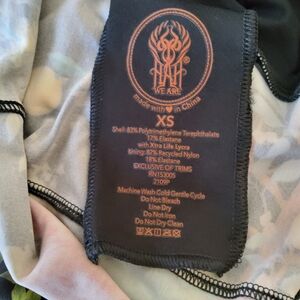 WE ARE
®
made with in China
XS
Shell: 83% Polytrimethylene Terephthalate
17% Elastane
with Xtra Life Lycra
Lining: 82% Recycled Nylon
18% Elastane
EXCLUSIVE OF TRIMS
RN153005
2109P
Machine Wash Cold Gentle Cycle
Do Not Bleach
Line Dry
Do Not Iron
Do Not Dry Clean